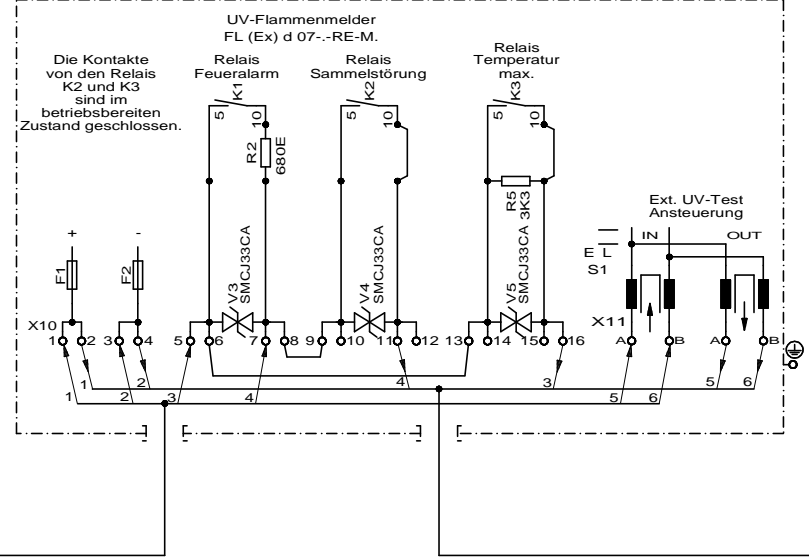 UV-Flammenmelder
FL (Ex) d 07-.-RE-M.
Die Kontakte
von den Relais
K2 und K3
sind im
betriebsbereiten
Zustand geschlossen.
Relais
Feueralarm
Relais
Sammelstörung
Relais
Temperatur
max.
K1
5
10
R2
680E
K2
5
10
K3
5
10
R5
3K3
Ext. UV-Test
Ansteuerung
IN
OUT
E L
S1
+
-
F1
F2
V3
SMCJ33CA
V4
SMCJ33CA
V5
SMCJ33CA
X10
X11
1 2 3 4 5 6 7 8 9 10 11 12 13 14 15 16 A B A B
1 2 4 3 5 6
1 2 3 4 5 6